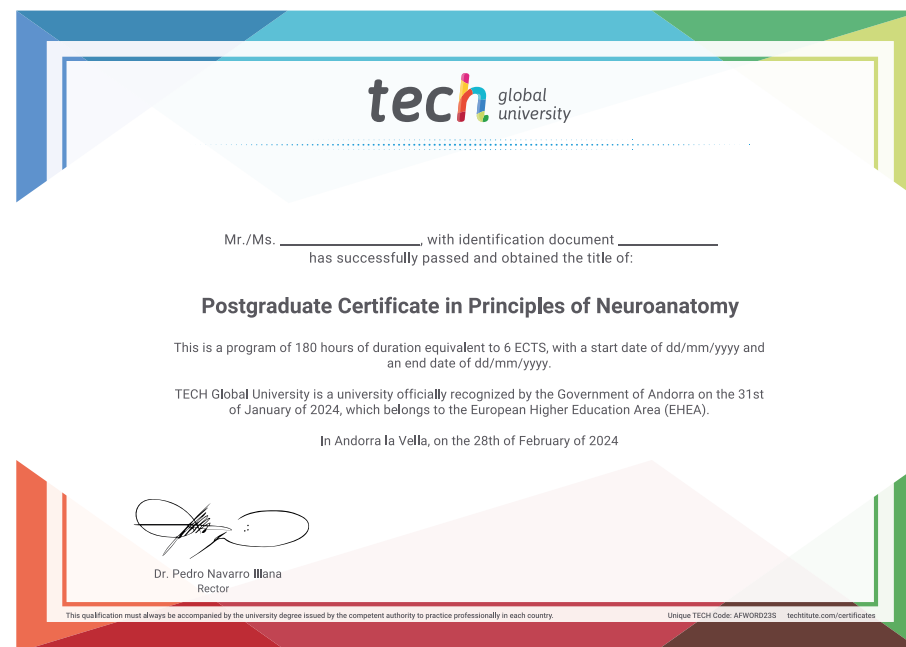 tech global
university
Mr./Ms. ____________, with identification document ____________
has successfully passed and obtained the title of:
Postgraduate Certificate in Principles of Neuroanatomy
This is a program of 180 hours of duration equivalent to 6 ECTS, with a start date of dd/mm/yyyy and
an end date of dd/mm/yyyy.
TECH Global University is a university officially recognized by the Government of Andorra on the 31st
of January of 2024, which belongs to the European Higher Education Area (EHEA).
In Andorra la Vella, on the 28th of February of 2024
Dr. Pedro Navarro Illana
Rector
This qualification must always be accompanied by the university degree issued by the competent authority to practice professionally in each country.
Unique TECH Code: AFWORD23S techtitute.com/certificates